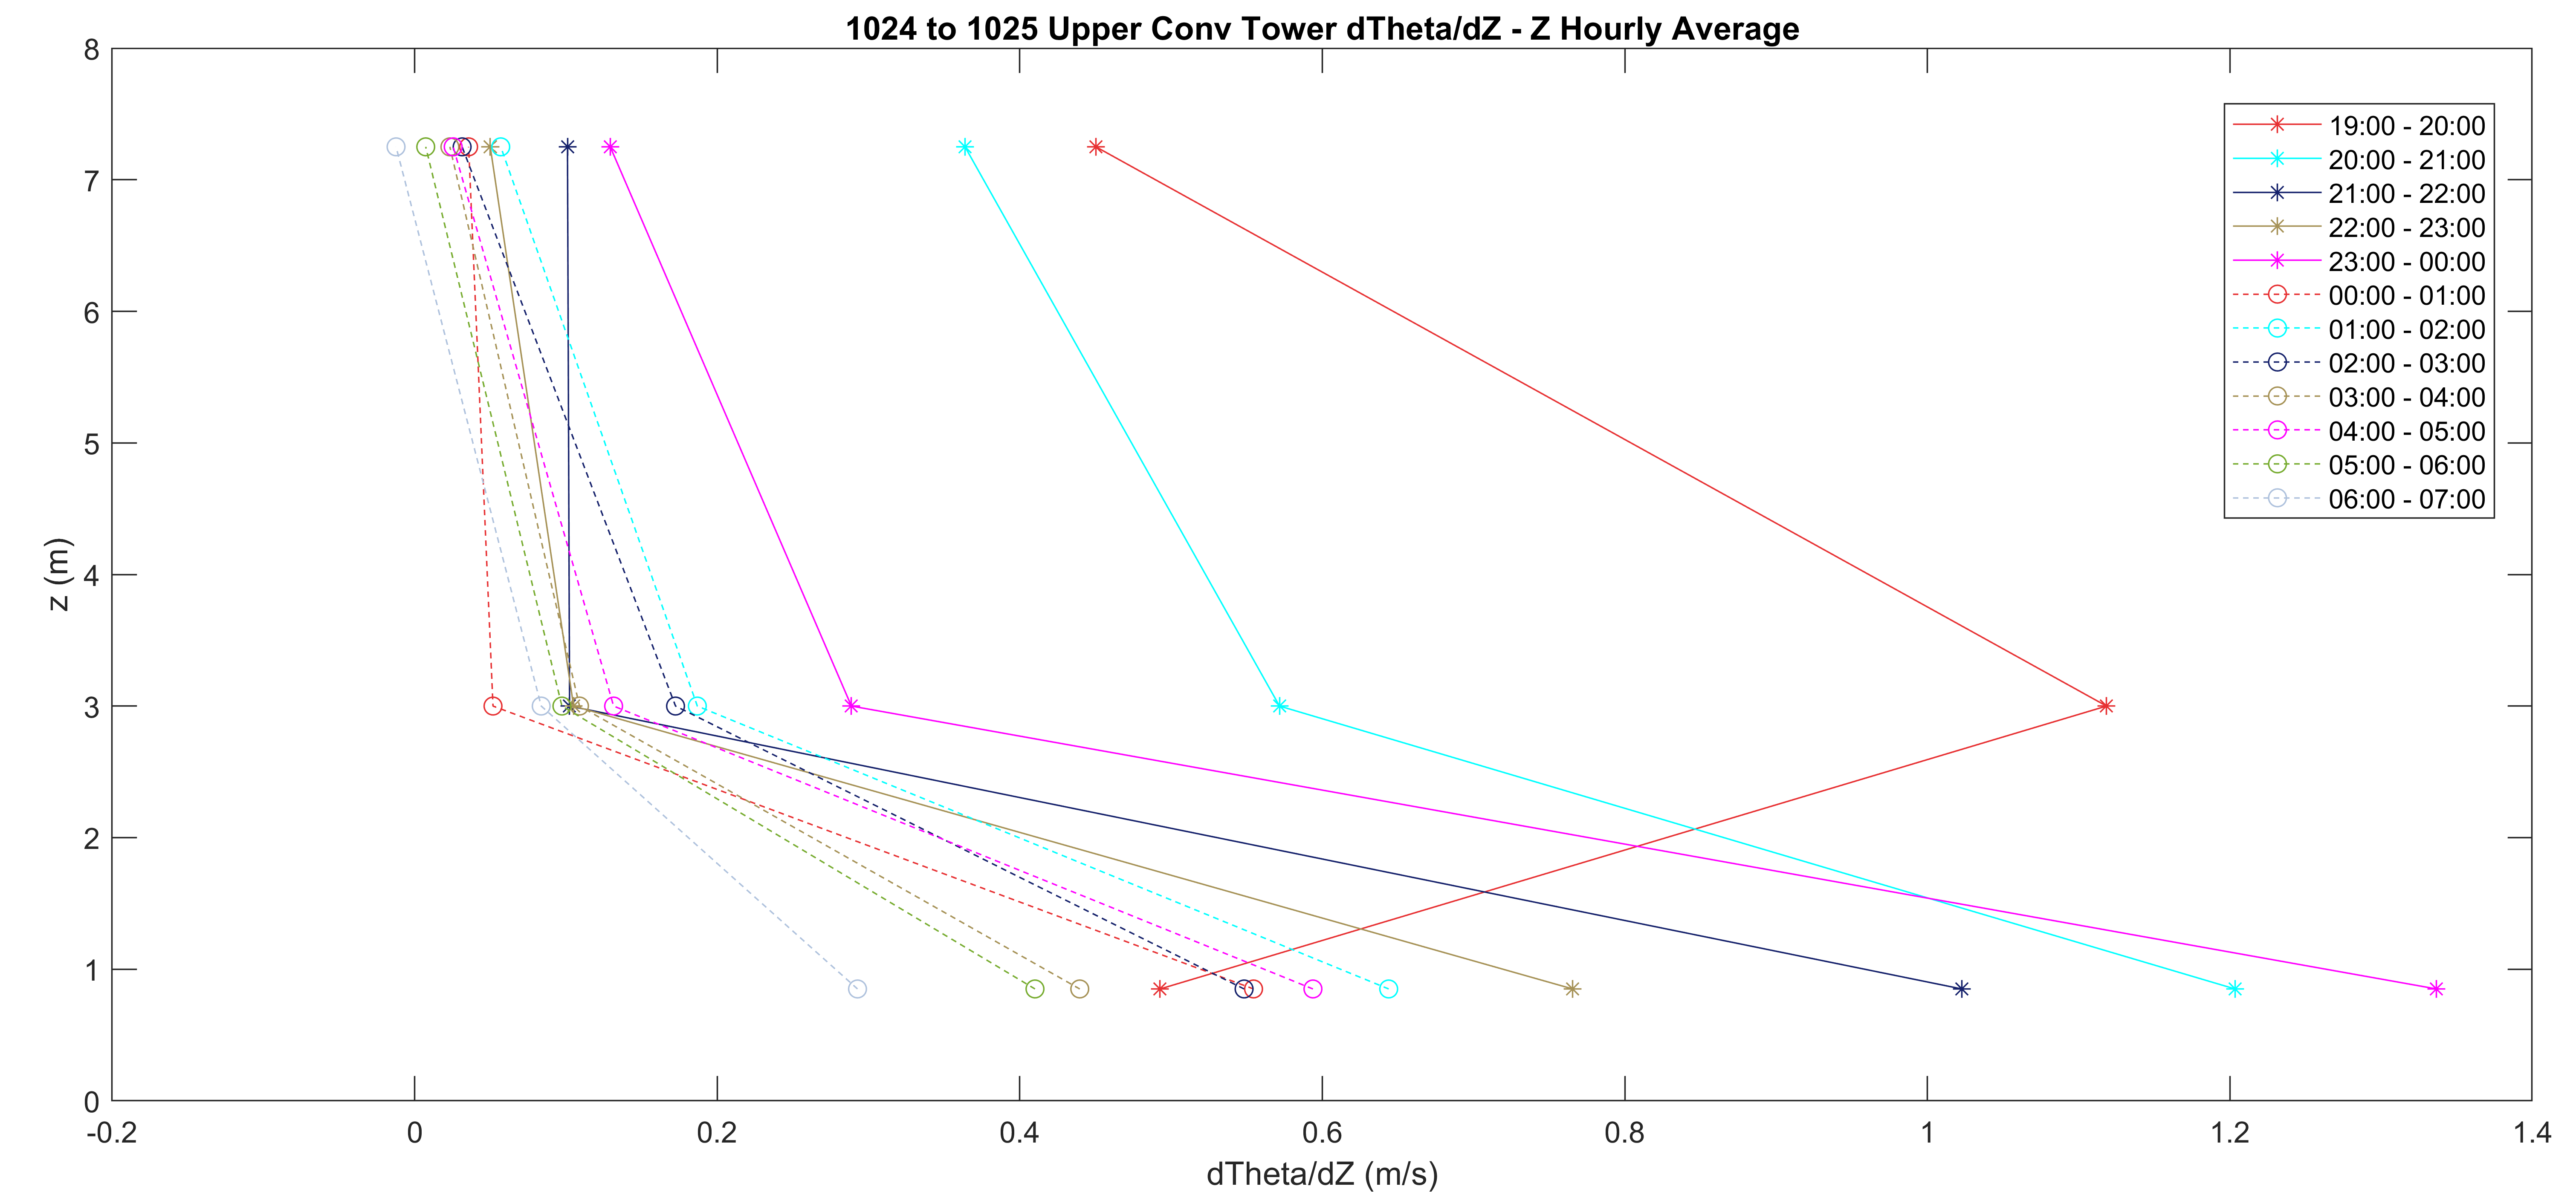 1024 to 1025 Upper Conv Tower dTheta/dZ - Z Hourly Average
8
7
6
5
4
3
2
1
0
z (m)
19:00 - 20:00
20:00 - 21:00
21:00 - 22:00
22:00 - 23:00
23:00 - 00:00
00:00 - 01:00
01:00 - 02:00
02:00 - 03:00
03:00 - 04:00
04:00 - 05:00
05:00 - 06:00
06:00 - 07:00
-0.2 0 0.2 0.4 0.6 0.8 1 1.2 1.4
dTheta/dZ (m/s)